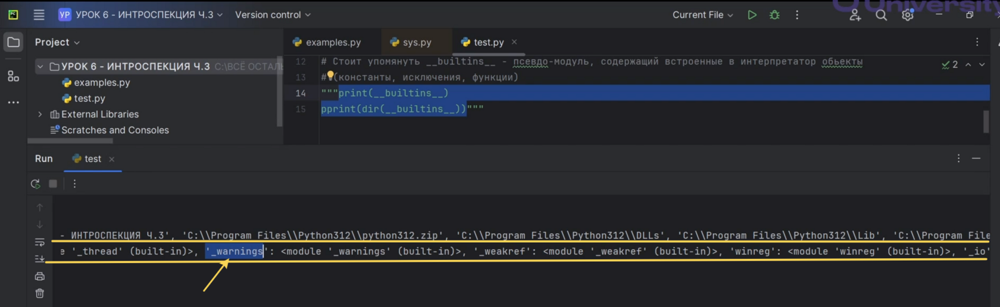 PC
УР УРОК 6 - ИНТРОСПЕКЦИЯ Ч.3 Version control Current File University
Project examples.py sys.py test.py
УРОК 6 - ИНТРОСПЕКЦИЯ Ч.3 C:\ВСЁ ОСТАЛЬ
examples.py
test.py
External Libraries
Scratches and Consoles
12 # Стоит упомянуть __builtins__ - псевдо-модуль, содержащий встроенные в интерпретатор обьекты 2
13 # (константы, исключения, функции)
14 """print(__builtins__)
15 pprint(dir(__builtins__))"""
Run test
- ИНТРОСПЕКЦИЯ Ч.3', 'C:\\Program Files\\Python312\\python312.zip', 'C:\\Program Files\\Python312\\DLLs', 'C:\\Program Files\\Python312\\Lib', 'C:\\Program File
e '_thread' (built-in)>, '_warnings': <module '_warnings' (built-in)>, '_weakref': <module '_weakref' (built-in)>, 'winreg': <module 'winreg' (built-in)>, '_io'